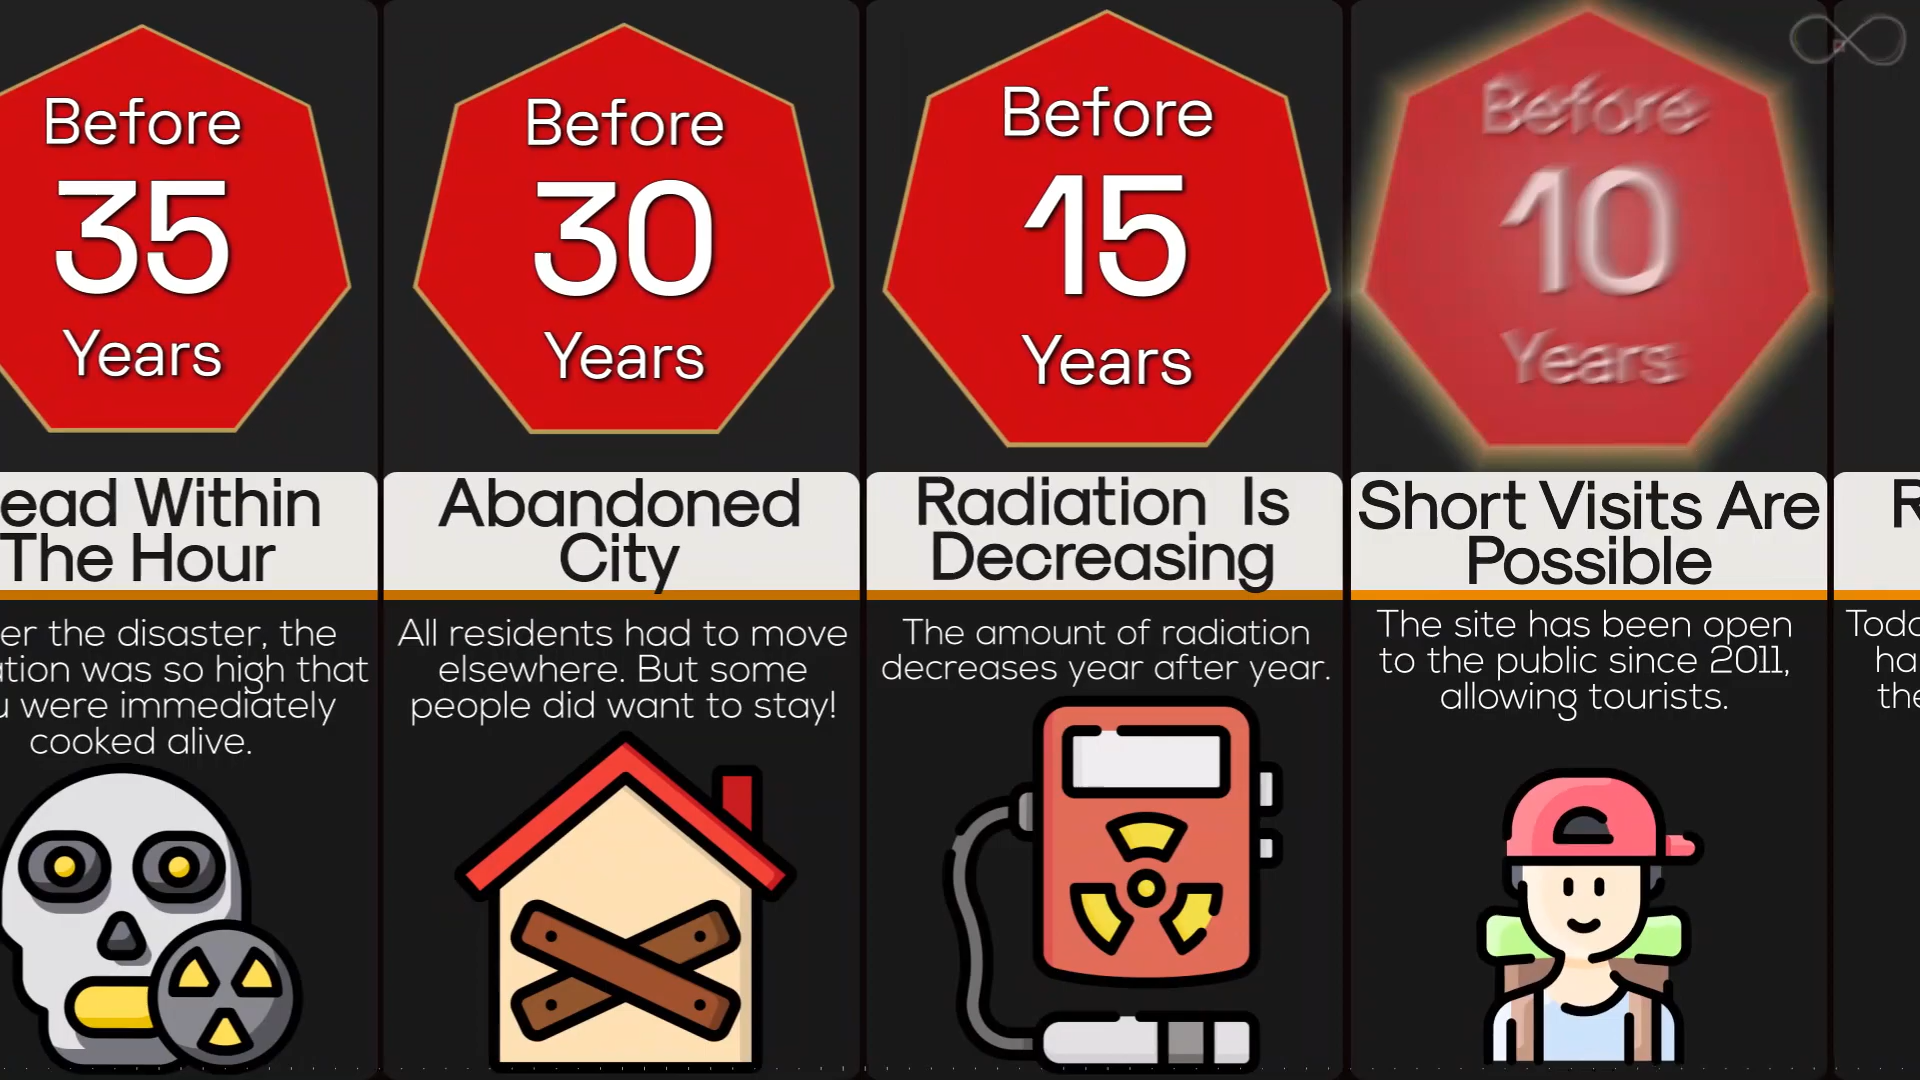 Before
35
Years
ead Within
The Hour
er the disaster, the
ation was so high that
u were immediately
cooked alive.
Before
30
Years
Abandoned
City
All residents had to move
elsewhere. But some
people did want to stay!
Before
15
Years
Radiation Is
Decreasing
The amount of radiation
decreases year after year.
Before
10
Years
Short Visits Are
Possible
The site has been open
to the public since 2011,
allowing tourists.
R
Toda
ha
the